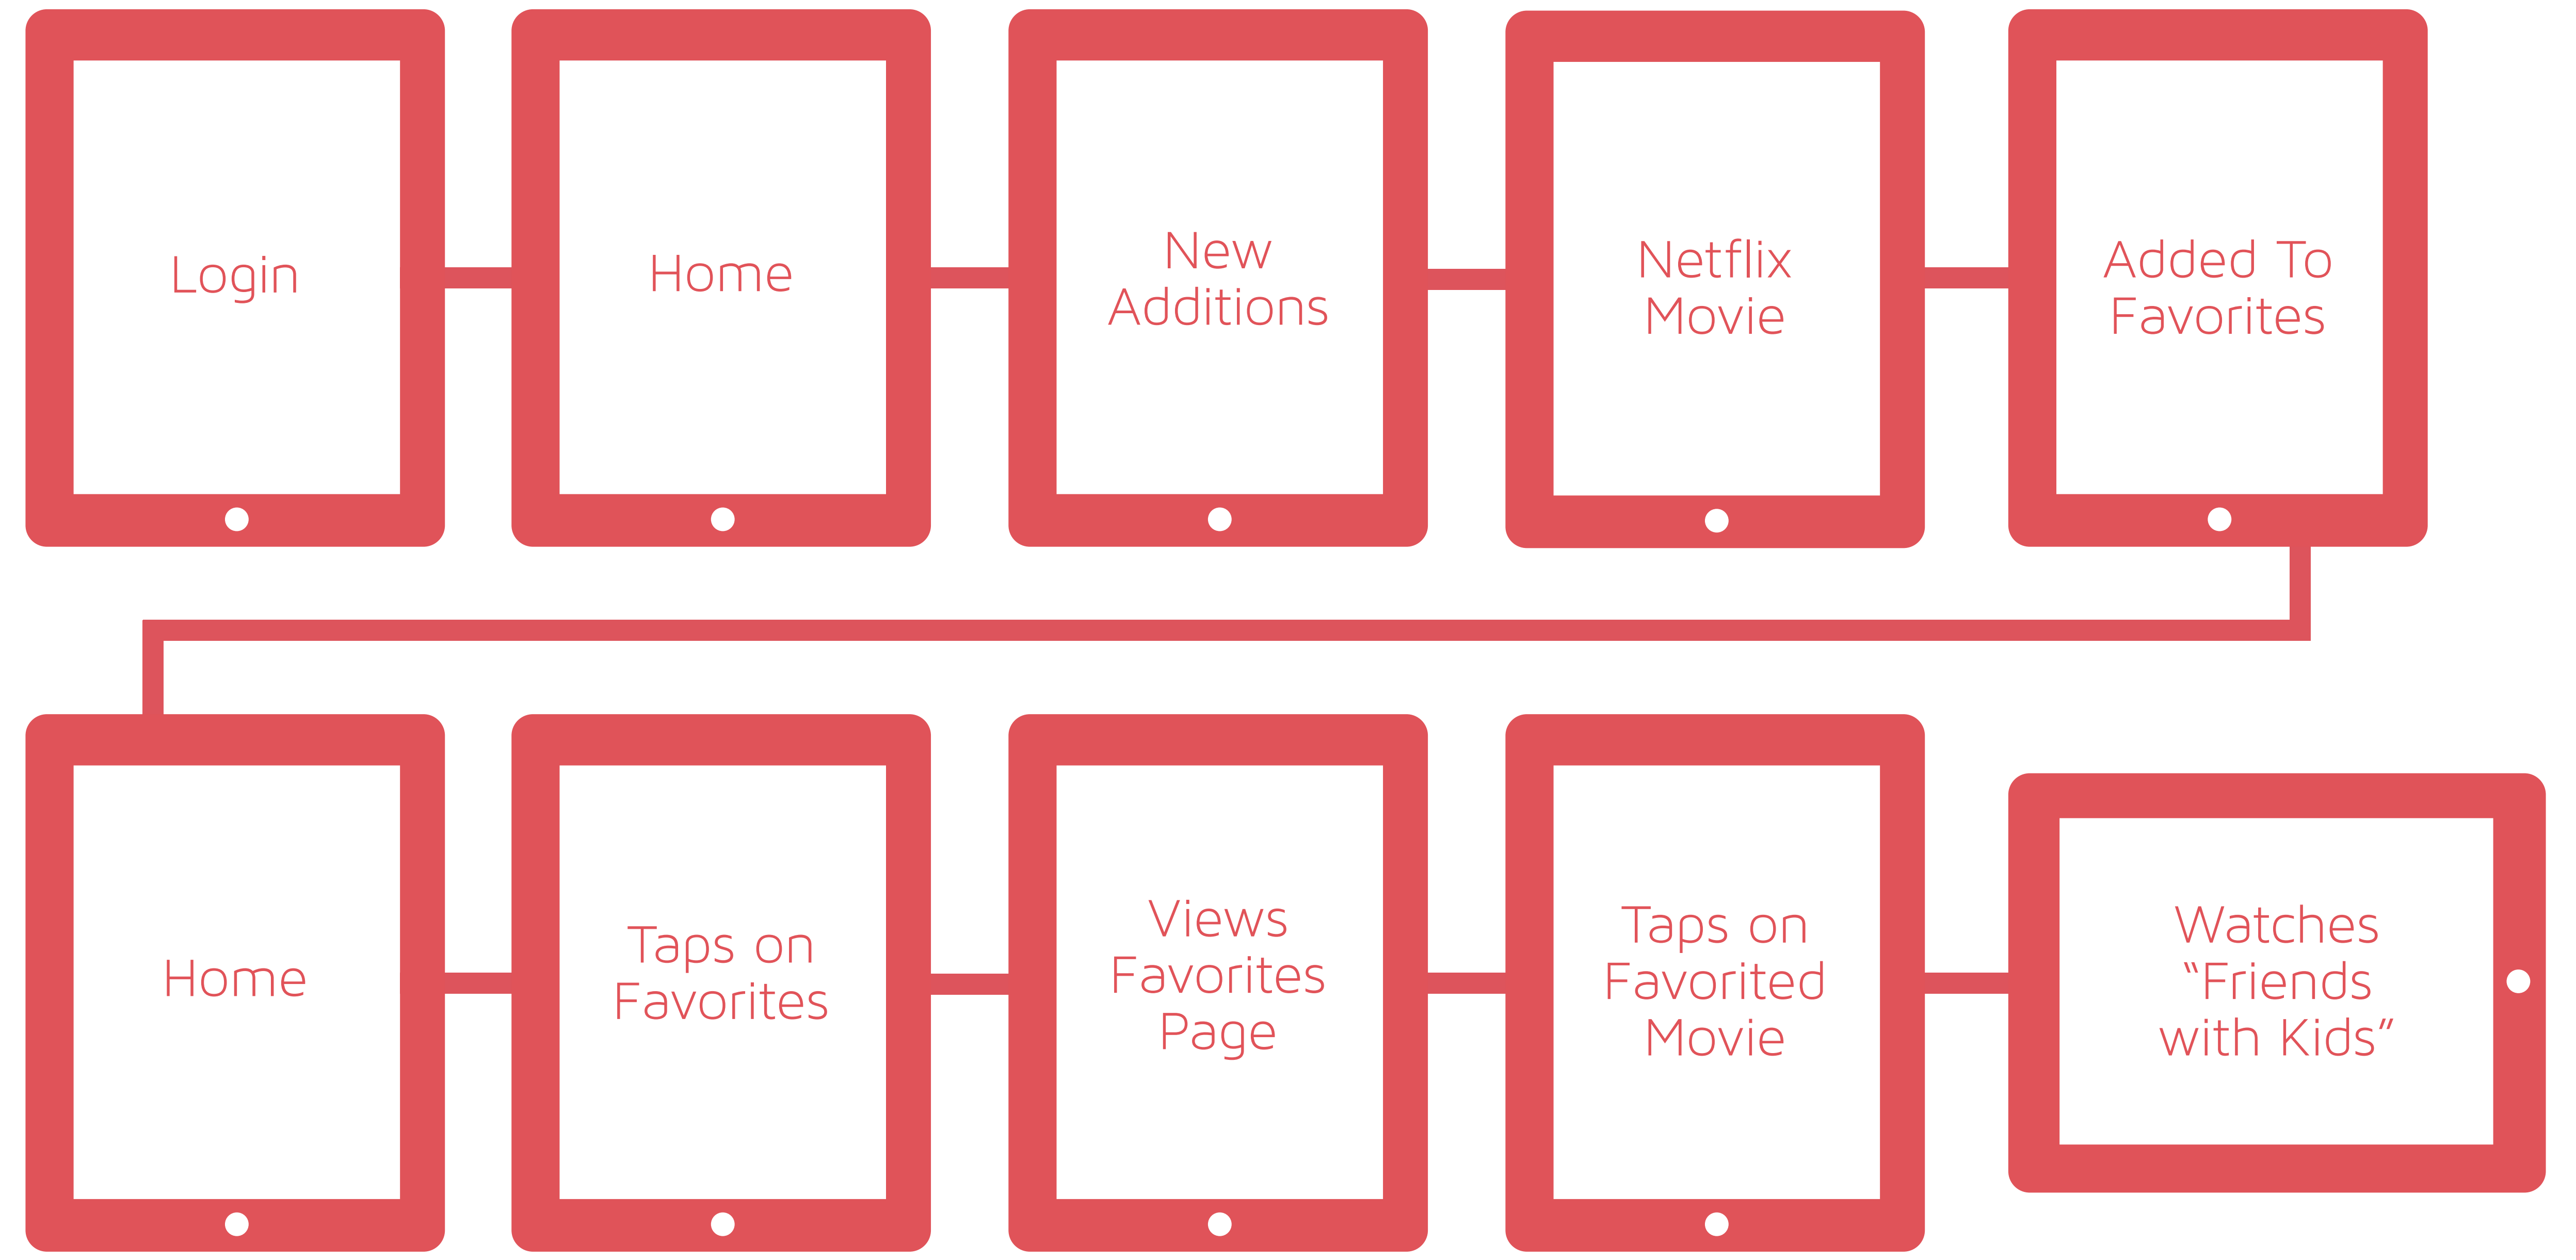 Login
Home
New
Additions
Netflix
Movie
Added To
Favorites
Home
Taps on
Favorites
Views
Favorites
Page
Taps on
Favorited
Movie
Watches
“Friends
with Kids”